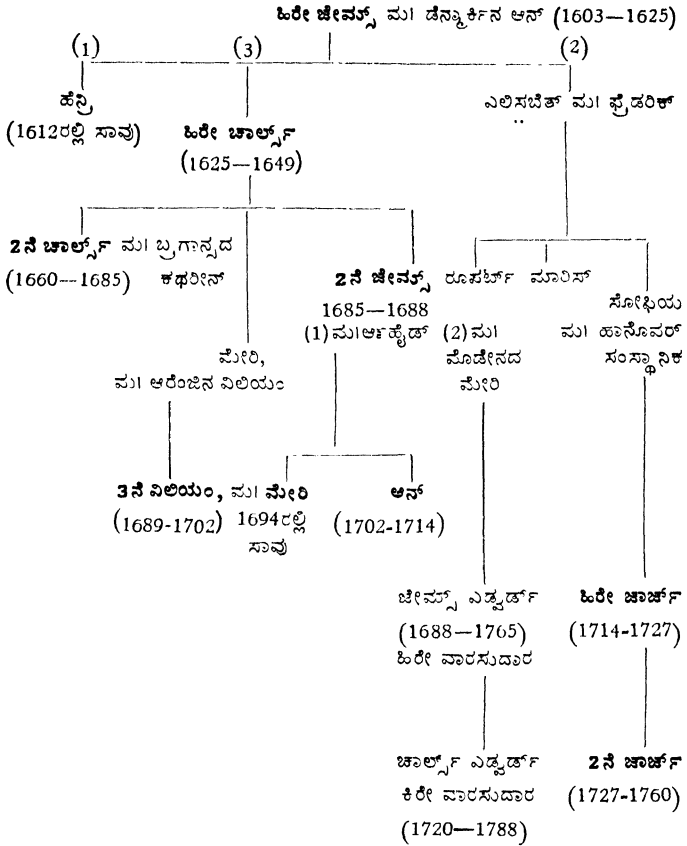 ಹಿರೇ ಜೇಮ್ಸ್ ಮ। ಡೆನ್ಮಾರ್ಕಿನ ಆನ್ (1603—1625)
(1) (3) (2)
ಹೆನ್ರಿ
(1612ರಲ್ಲಿ ಸಾವು)
ಎಲಿಸಬೆತ್ ಮ। ಫ್ರೆಡರಿಕ್
ಹಿರೇ ಚಾರ್ಲ್ಸ್
(1625—1649)
2ನೆ ಚಾರ್ಲ್ಸ್ ಮ। ಬ್ರಗಾನ್ಸದ
(1660—1685) ಕಥರೀನ್
2ನೆ ಜೇಮ್ಸ್
1685—1688
(1) ಮ।ಆರ್ಹೈಡ್ (2) ಮ।
ಮೊಡೇನದ
ಮೇರಿ
ರೂಪರ್ಟ್ ಮಾರಿಸ್
ಸೋಫಿಯ
ಮ। ಹಾನೊವರ್
ಸಂಸ್ಥಾನಿಕ
ಮೇರಿ,
ಮ। ಆರೆಂಜಿನ ವಿಲಿಯಂ
3ನೆ ವಿಲಿಯಂ, ಮ। ಮೇರಿ
(1689-1702) 1694ರಲ್ಲಿ
ಸಾವು
ಆನ್
(1702-1714)
ಜೇಮ್ಸ್ ಎಡ್ವರ್ಡ್
(1688—1765)
ಹಿರೇ ವಾರಸುದಾರ
ಹಿರೇ ಜಾರ್ಜ್
(1714-1727)
ಚಾರ್ಲ್ಸ್ ಎಡ್ವರ್ಡ್
ಕಿರೇ ವಾರಸುದಾರ
(1720—1788)
2ನೆ ಜಾರ್ಜ್
(1727-1760)